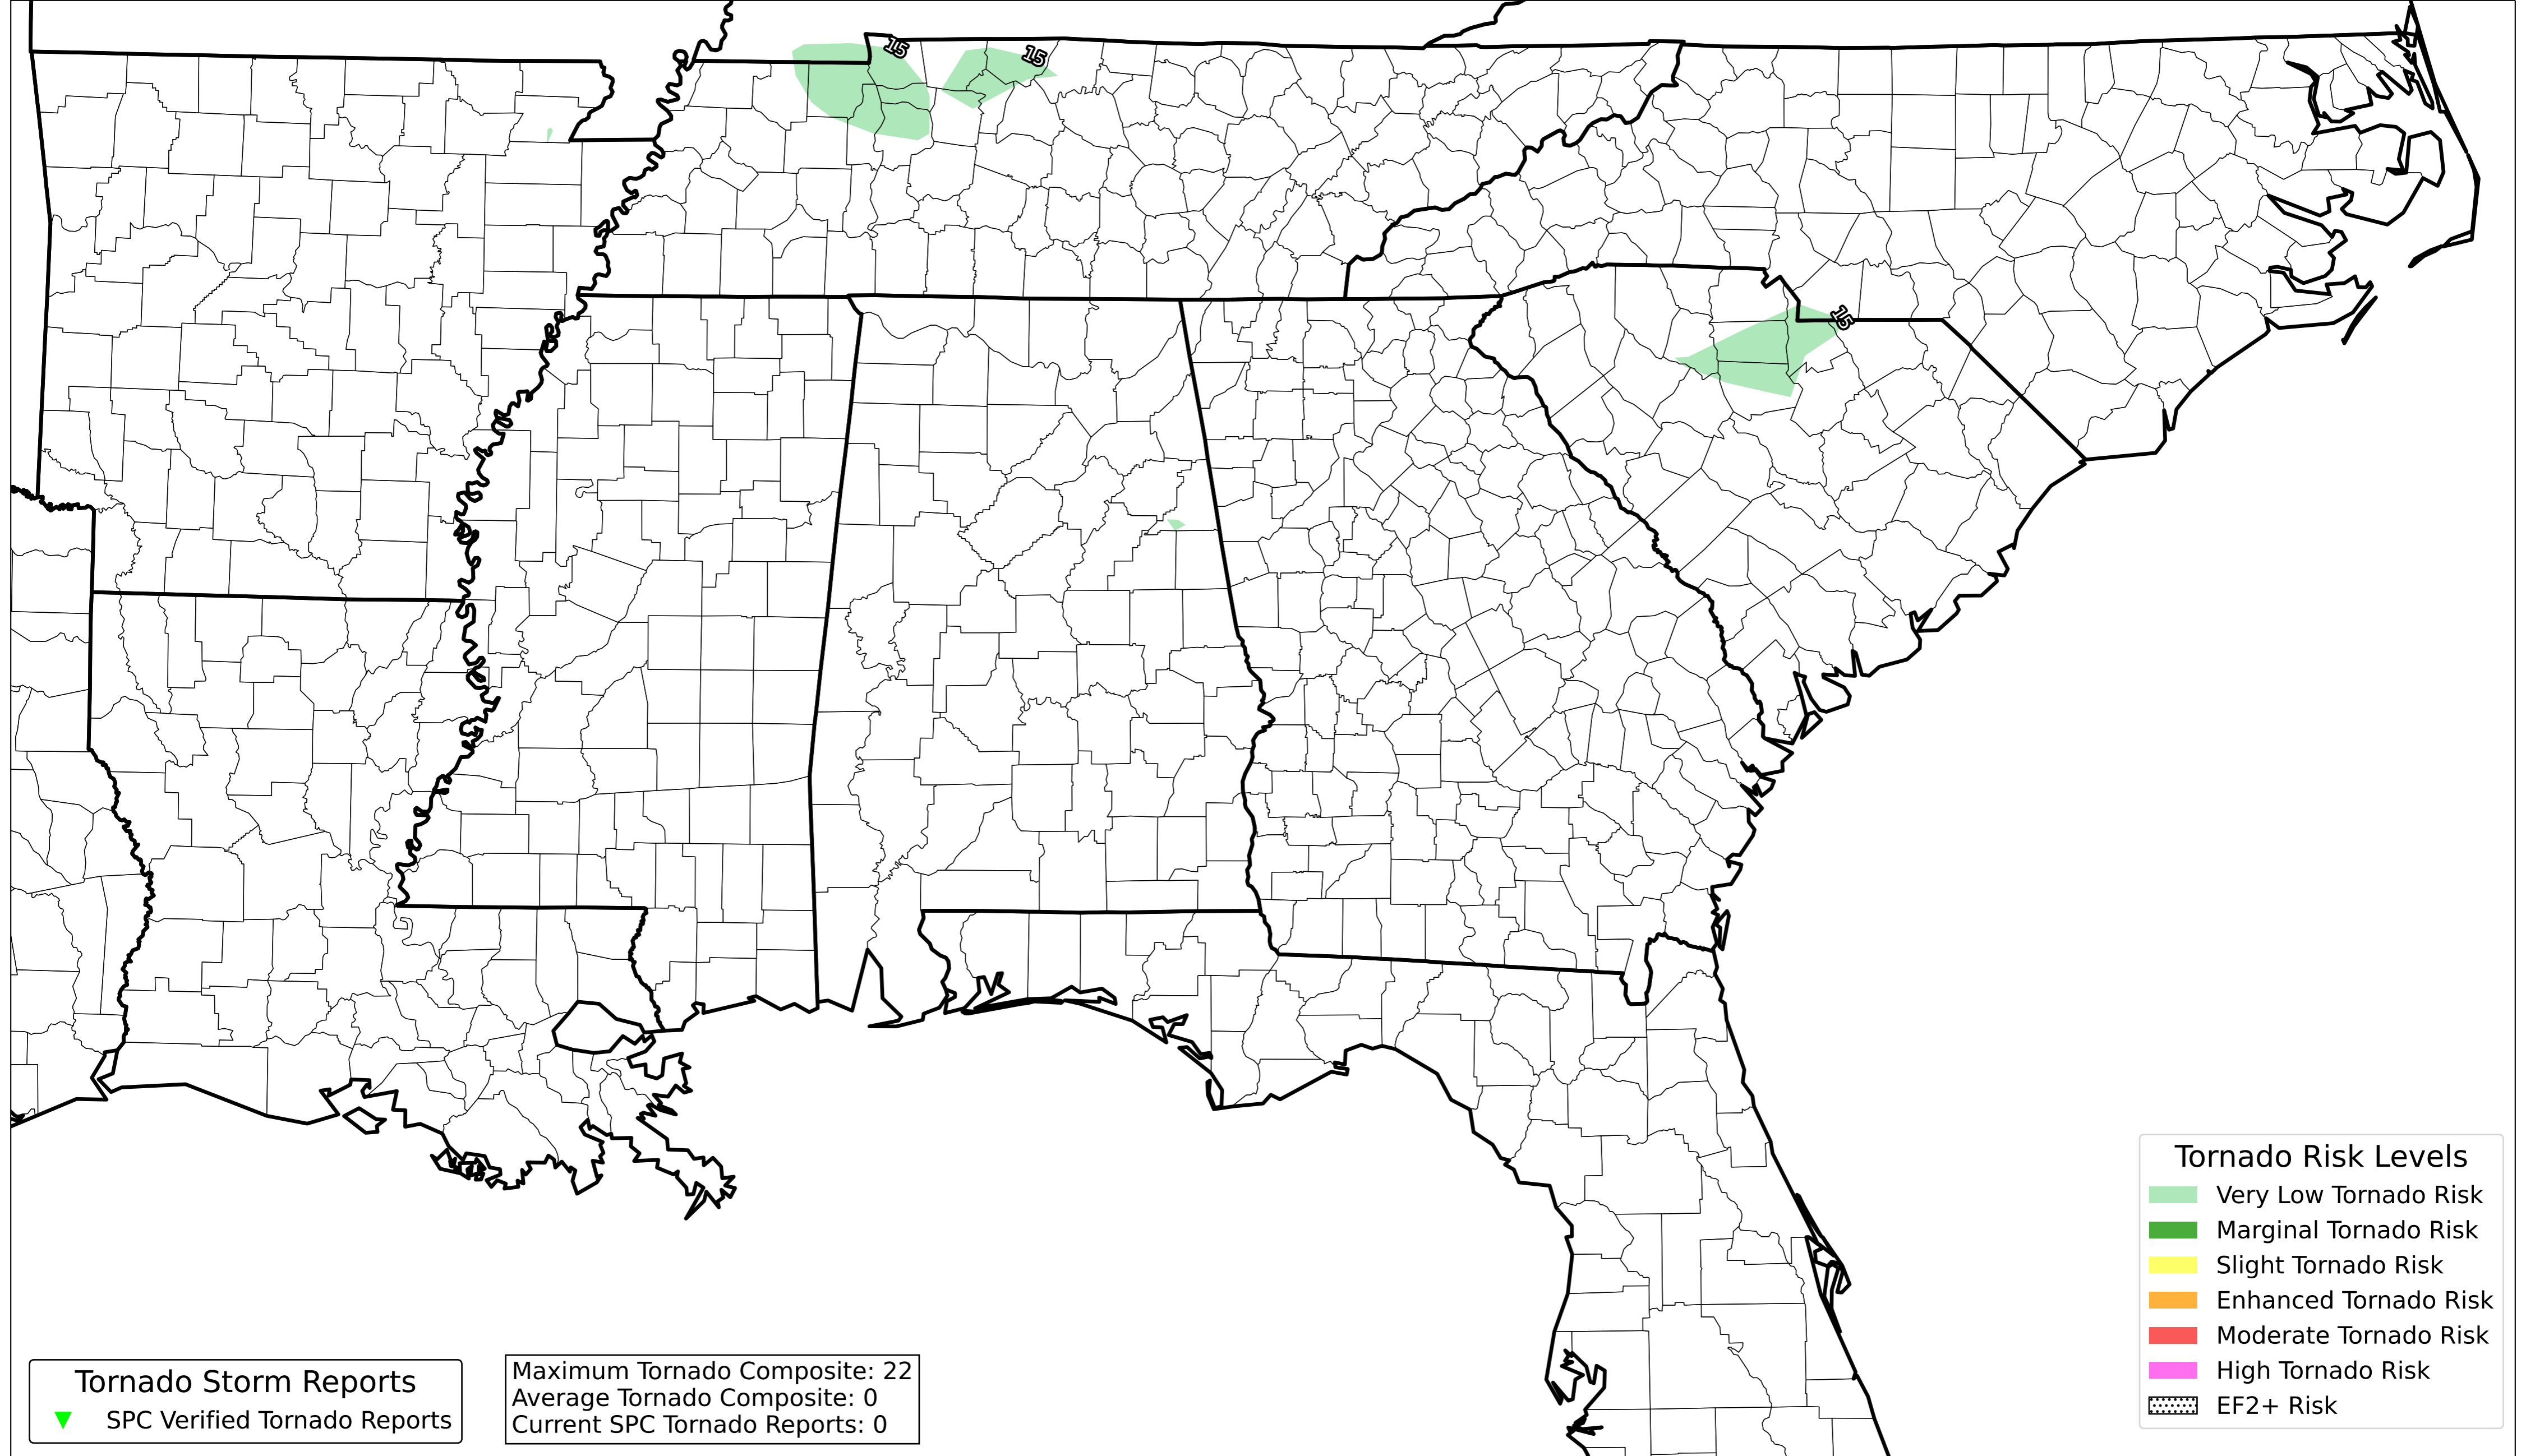 15
15
15
Tornado Risk Levels
Very Low Tornado Risk
Marginal Tornado Risk
Slight Tornado Risk
Enhanced Tornado Risk
Moderate Tornado Risk
High Tornado Risk
EF2+ Risk
Tornado Storm Reports
SPC Verified Tornado Reports
Maximum Tornado Composite: 22
Average Tornado Composite: 0
Current SPC Tornado Reports: 0